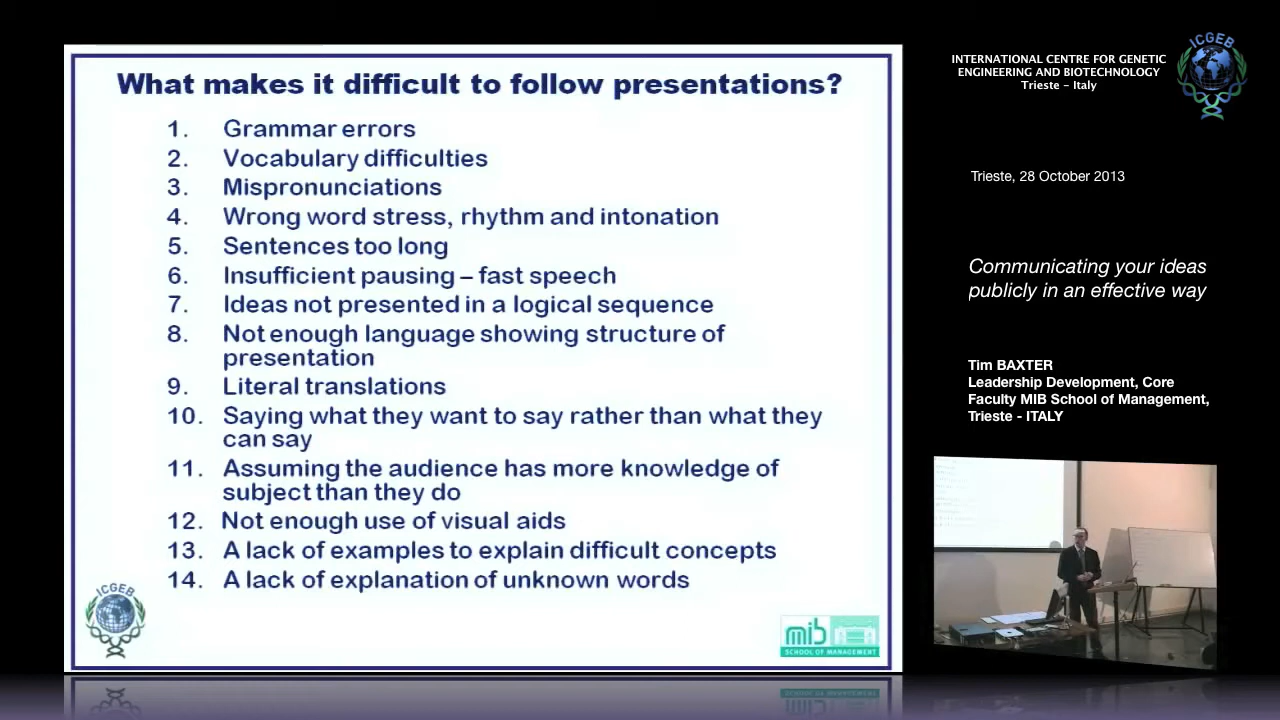 What makes it difficult to follow presentations?
1. Grammar errors
2. Vocabulary difficulties
3. Mispronunciations
4. Wrong word stress, rhythm and intonation
5. Sentences too long
6. Insufficient pausing – fast speech
7. Ideas not presented in a logical sequence
8. Not enough language showing structure of
presentation
9. Literal translations
10. Saying what they want to say rather than what they
can say
11. Assuming the audience has more knowledge of
subject than they do
12. Not enough use of visual aids
13. A lack of examples to explain difficult concepts
14. A lack of explanation of unknown words
ICGEB
mib
SCHOOL OF MANAGEMENT
INTERNATIONAL CENTRE FOR GENETIC
ENGINEERING AND BIOTECHNOLOGY
Trieste - Italy
ICGEB
Trieste, 28 October 2013
Communicating your ideas
publicly in an effective way
Tim BAXTER
Leadership Development, Core
Faculty MIB School of Management,
Trieste - ITALY